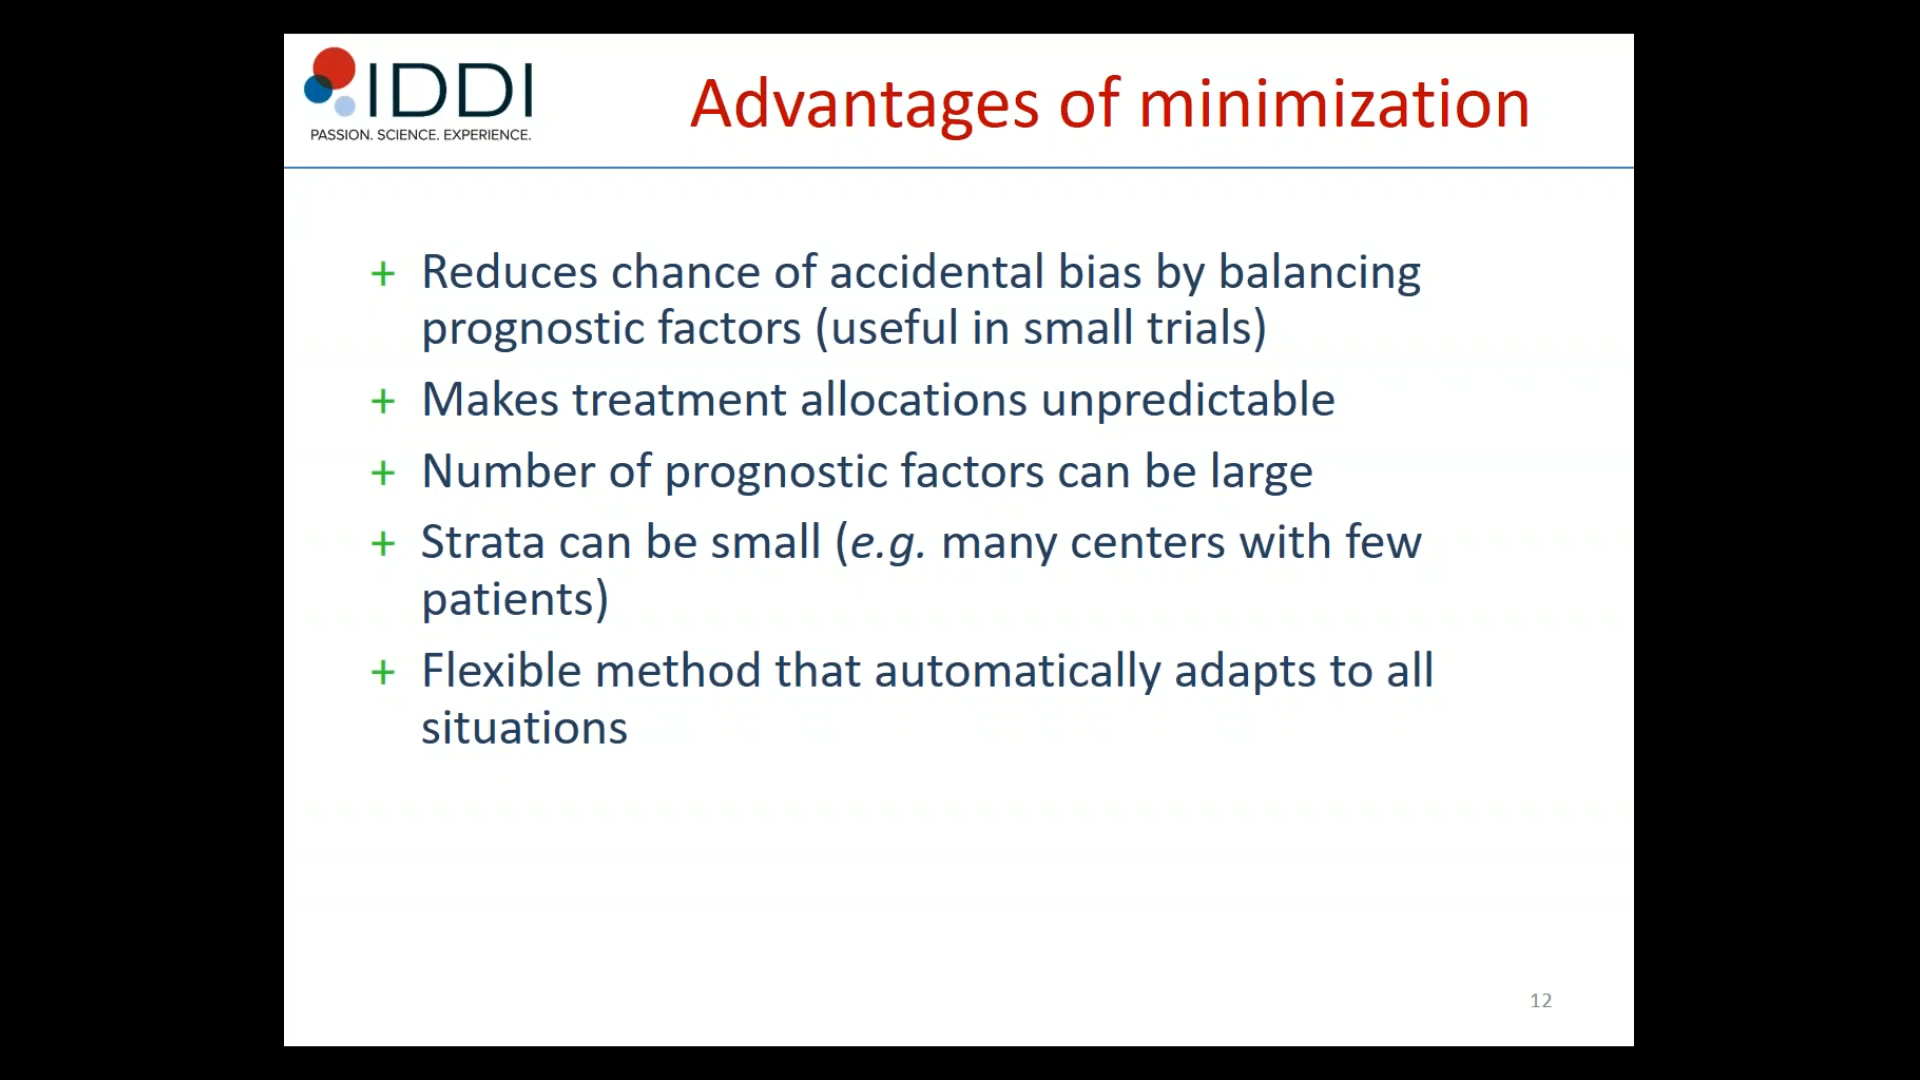 IDDI
PASSION. SCIENCE. EXPERIENCE.
Advantages of minimization
+ Reduces chance of accidental bias by balancing
prognostic factors (useful in small trials)
+ Makes treatment allocations unpredictable
+ Number of prognostic factors can be large
+ Strata can be small (e.g. many centers with few
patients)
+ Flexible method that automatically adapts to all
situations
12